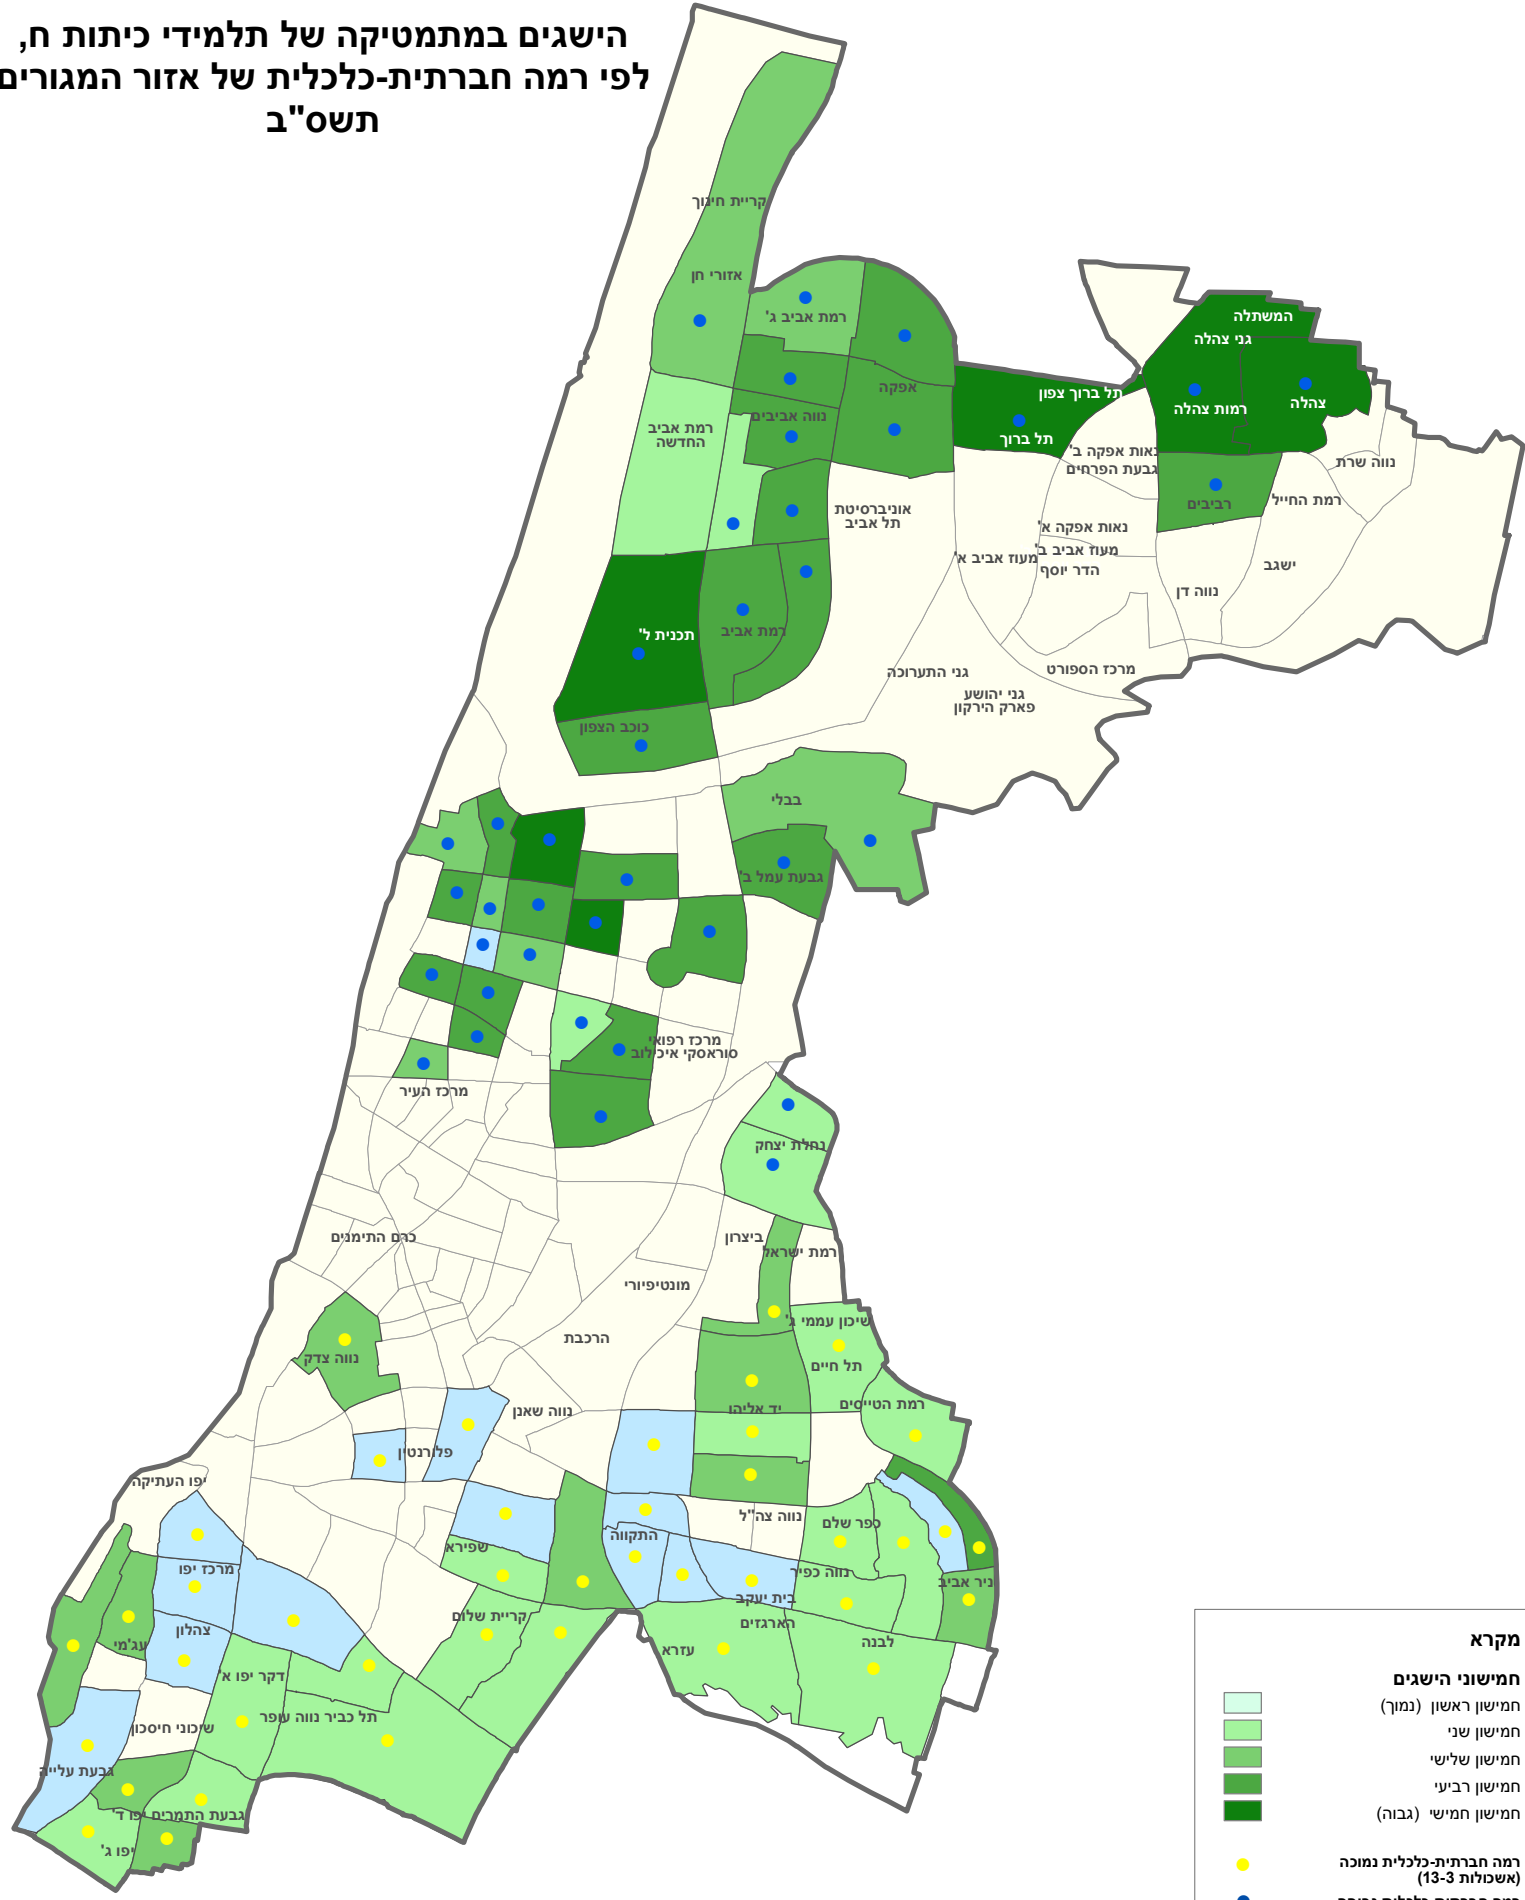 הישגים במתמטיקה של תלמידי כיתות ח,
לפי רמה חברתית-כלכלית של אזור המגורים
תשס"ב
קריית חינוך
אזורי חן
רמת אביב ג'
המשתלה
גני צהלה
אפקה
תל ברוך צפון
צהלה
רמות צהלה
נווה אביבים
רמת אביב
החדשה
תל ברוך
נאות אפקה ב'
גבעת הפרחים
נווה שרת
רמת החייל
רביבים
אוניברסיטת
תל אביב
נאות אפקה א'
מעוז אביב ב'
מעוז אביב א'
הדר יוסף
ישגב
נווה דן
תכנית ל'
רמת אביב
גני התערוכה
מרכז הספורט
גני יהושע
פארק הירקון
כוכב הצפון
בבלי
גבעת עמל ב'
מרכז רפואי
סוראסקי איכילוב
מרכז העיר
נחלת יצחק
כרם התימנים
ביצרון
רמת ישראל
מונטיפיורי
שיכון עממי ג'
הרכבת
נווה צדק
תל חיים
יד אליהו
רמת הטייסים
נווה שאנן
פלורנטין
יפו העתיקה
נווה צה"ל
כפר שלם
התקווה
שפירא
מרכז יפו
נווה כפיר
ניר אביב
בית יעקב
קריית שלום
הארגזים
צהלון
עג'מי
עזרא
לבנה
דקר יפו א'
תל כביר נווה עופר
שיכוני חיסכון
גבעת עלייה
גבעת התמרים יפו ד'
יפו ג'
מקרא
חמישוני הישגים
חמישון ראשון (נמוך)
חמישון שני
חמישון שלישי
חמישון רביעי
חמישון חמישי (גבוה)
רמה חברתית-כלכלית נמוכה
(אשכולות 13-3)